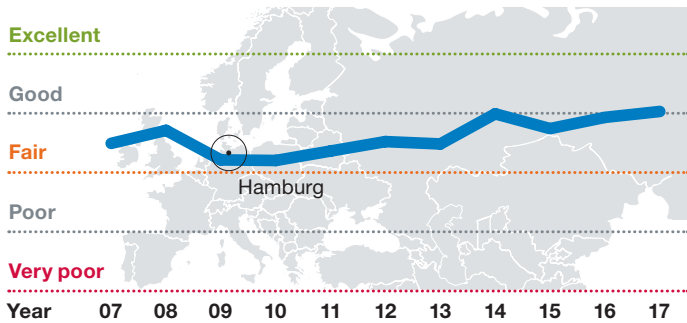 Excellent
Good
Fair
Hamburg
Poor
Very poor
Year 07 08 09 10 11 12 13 14 15 16 17